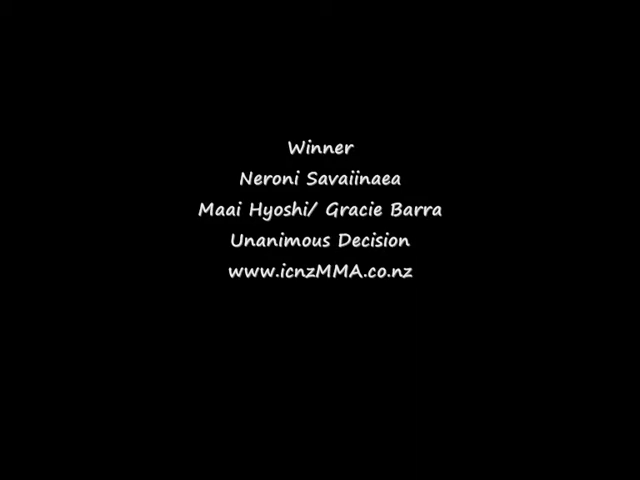 Winner
Neroni Savaiinaea
Maai Hyoshi/ Gracie Barra
Unanimous Decision
www.icnzMMA.co.nz